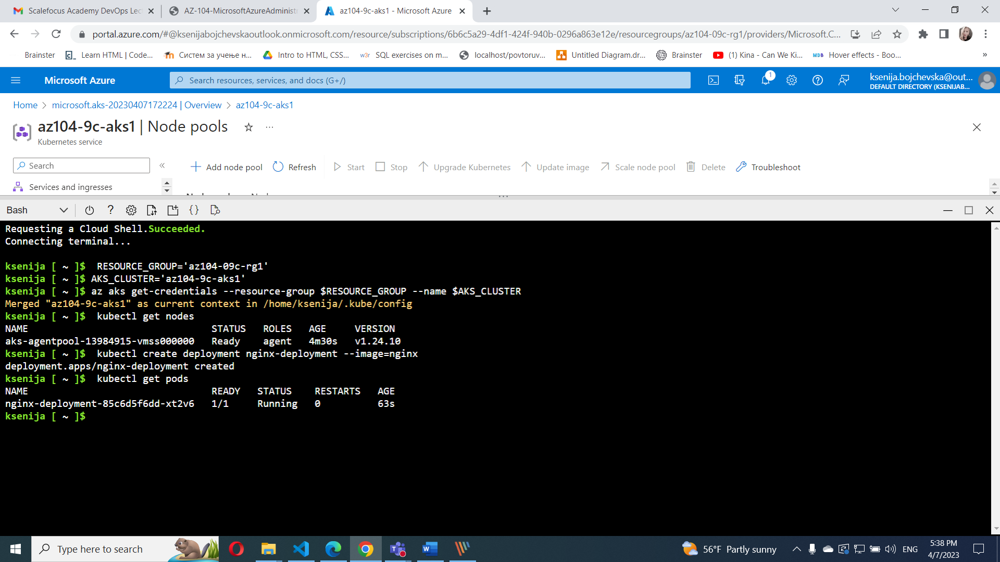 Scalefocus Academy DevOps Lec
AZ-104-MicrosoftAzureAdministr
az104-9c-aks1 - Microsoft Azure
portal.azure.com/#@ksenijabojchevskaoutlook.onmicrosoft.com/resource/subscriptions/6b6c5a29-4df1-424f-940b-0296a863e12e/resourcegroups/az104-09c-rg1/providers/Microsoft.C...
Brainster
Learn HTML | Code...
Систем за учење н...
Intro to HTML, CSS...
w3r SQL exercises on m...
localhost/povtoruv...
Untitled Diagram.dr...
Brainster
(1) Kina - Can We Ki...
MDB Hover effects - Boo...
»
Microsoft Azure
Search resources, services, and docs (G+/)
1
ksenija.bojchevska@out...
DEFAULT DIRECTORY (KSENIJAB...
Home > microsoft.aks-20230407172224 | Overview > az104-9c-aks1
az104-9c-aks1 | Node pools
Kubernetes service
Search
«
Add node pool
Refresh
Start
Stop
Upgrade Kubernetes
Update image
Scale node pool
Delete
Troubleshoot
Services and ingresses
Bash
Requesting a Cloud Shell.Succeeded.
Connecting terminal...
ksenija [ ~ ]$  RESOURCE_GROUP='az104-09c-rg1'
ksenija [ ~ ]$ AKS_CLUSTER='az104-9c-aks1'
ksenija [ ~ ]$ az aks get-credentials --resource-group $RESOURCE_GROUP --name $AKS_CLUSTER
Merged "az104-9c-aks1" as current context in /home/ksenija/.kube/config
ksenija [ ~ ]$  kubectl get nodes
NAME                                STATUS   ROLES   AGE     VERSION
aks-agentpool-13984915-vmss000000   Ready    agent   4m30s   v1.24.10
ksenija [ ~ ]$  kubectl create deployment nginx-deployment --image=nginx
deployment.apps/nginx-deployment created
ksenija [ ~ ]$  kubectl get pods
NAME                                READY   STATUS    RESTARTS   AGE
nginx-deployment-85c6d5f6dd-xt2v6   1/1     Running   0          63s
ksenija [ ~ ]$
Type here to search
56°F Partly sunny
ENG
5:38 PM
4/7/2023